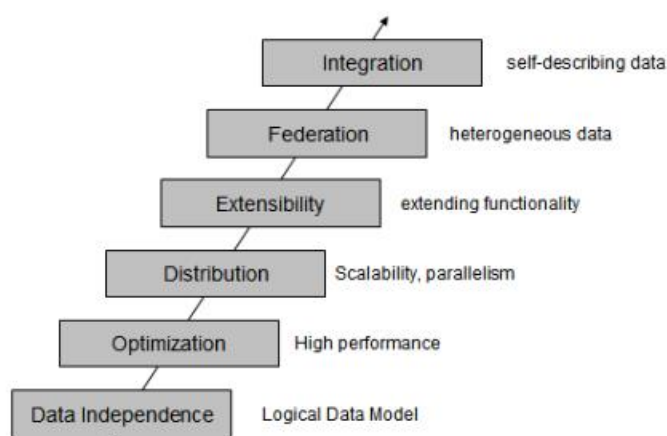 Integration self-describing data
Federation heterogeneous data
Extensibility extending functionality
Distribution Scalability, parallelism
Optimization High performance
Data Independence Logical Data Model